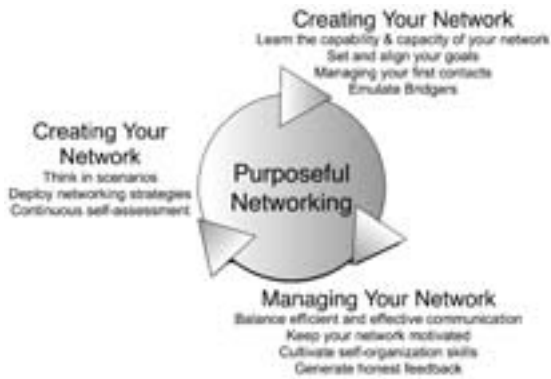 Creating Your Network
Learn the capability & capacity of your network
Set and align your goals
Managing your first contacts
Emulate Bridgers
Creating Your
Network
Think in scenarios
Deploy networking strategies
Continuous self-assessment
Purposeful
Networking
Managing Your Network
Balance efficient and effective communication
Keep your network motivated
Cultivate self-organization skills
Generate honest feedback